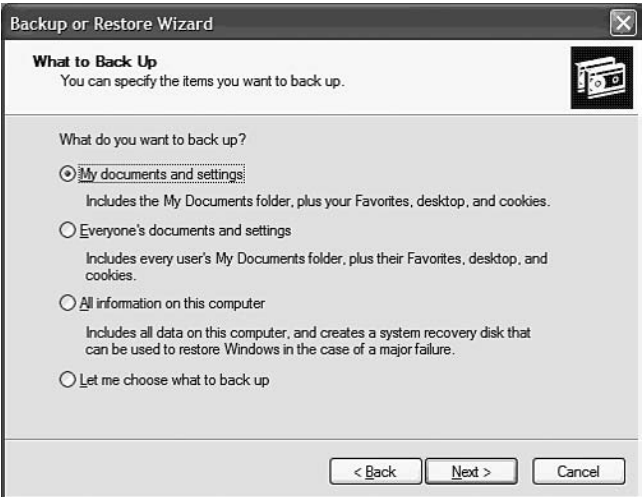 Backup or Restore Wizard
What to Back Up
You can specify the items you want to back up.
What do you want to back up?
My documents and settings
Includes the My Documents folder, plus your Favorites, desktop, and cookies.
Everyone's documents and settings
Includes every user's My Documents folder, plus their Favorites, desktop, and
cookies.
All information on this computer
Includes all data on this computer, and creates a system recovery disk that
can be used to restore Windows in the case of a major failure.
Let me choose what to back up
< Back Next > Cancel